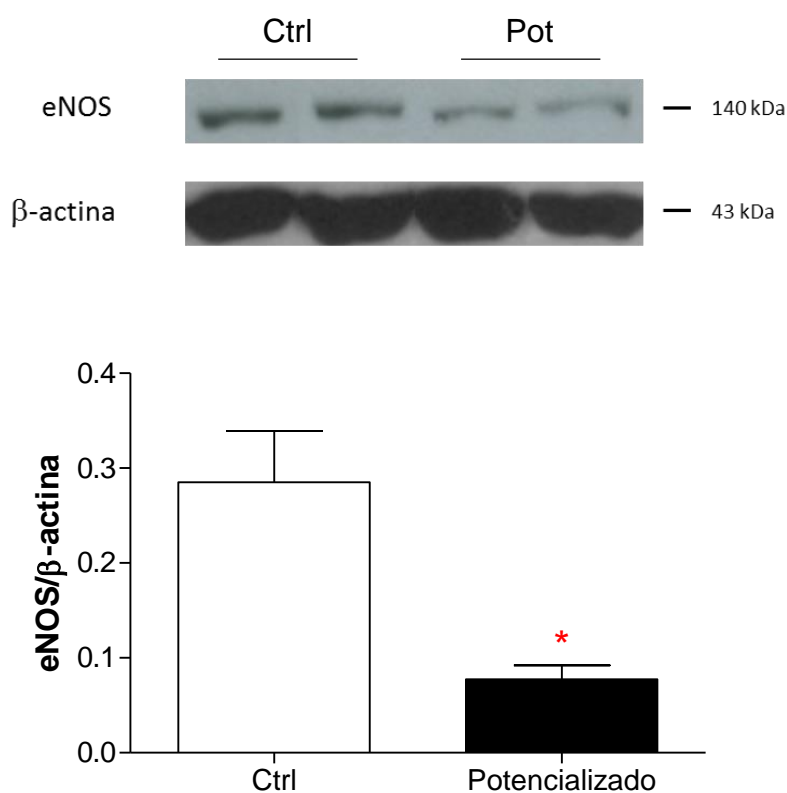 Ctrl Pot
eNOS 140 kDa
β-actina 43 kDa
0.4
0.3
0.2
0.1
0.0
eNOS/β-actina
*
Ctrl Potencializado